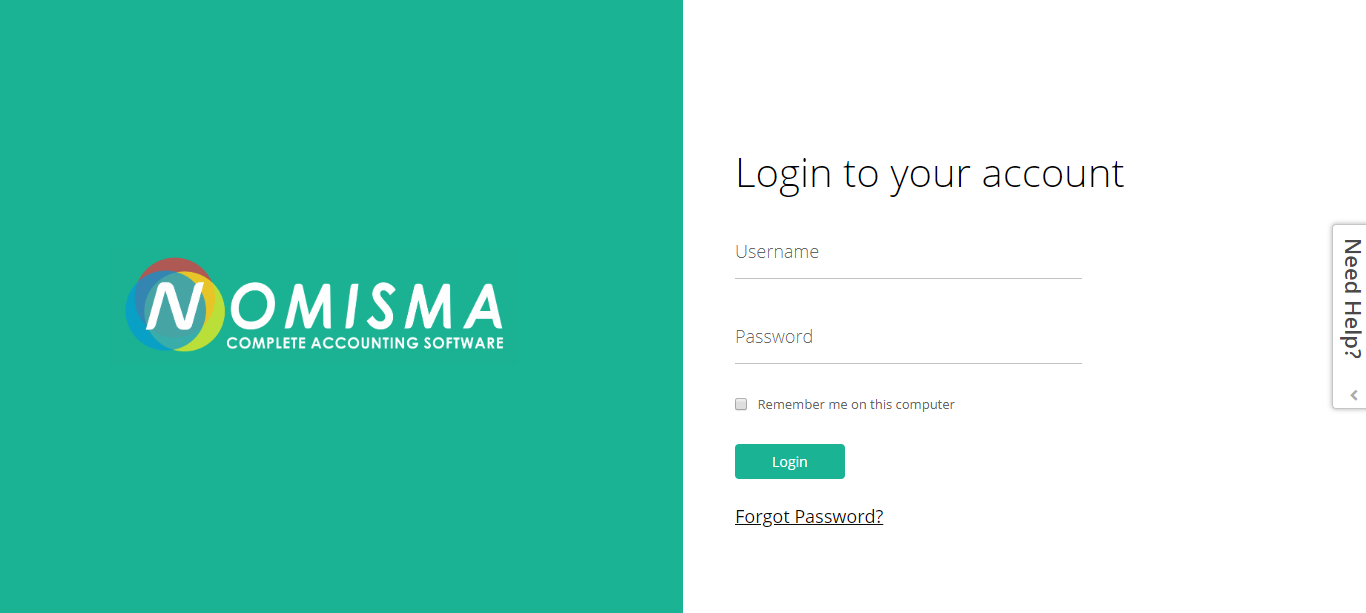 NOMISMA
COMPLETE ACCOUNTING SOFTWARE
Login to your account
Username
Password
Remember me on this computer
Login
Forgot Password?
Need Help?